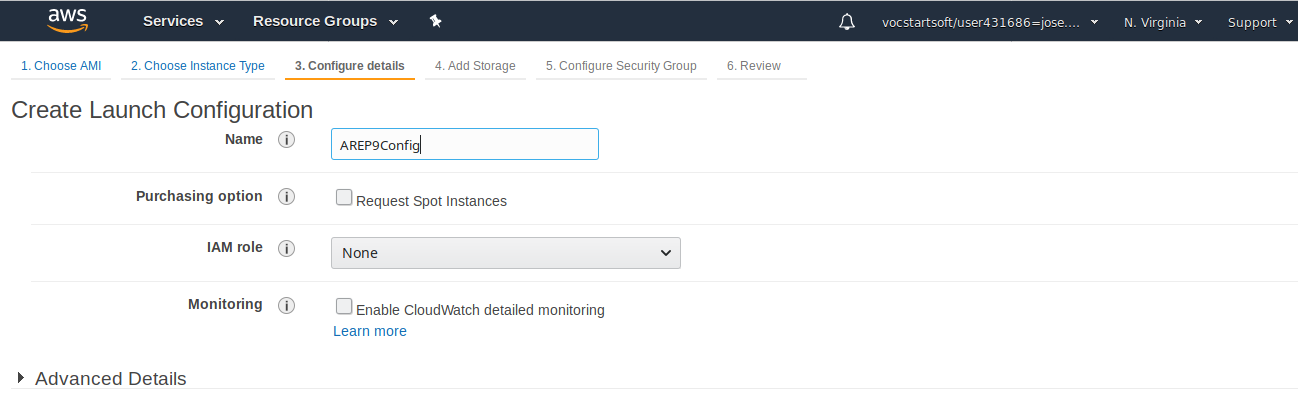 aws Services Resource Groups vocstartsoft/user431686=jose.... N. Virginia Support
1. Choose AMI 2. Choose Instance Type 3. Configure details 4. Add Storage 5. Configure Security Group 6. Review
Create Launch Configuration
Name i AREP9Config
Purchasing option i Request Spot Instances
IAM role i None
Monitoring i Enable CloudWatch detailed monitoring
Learn more
Advanced Details